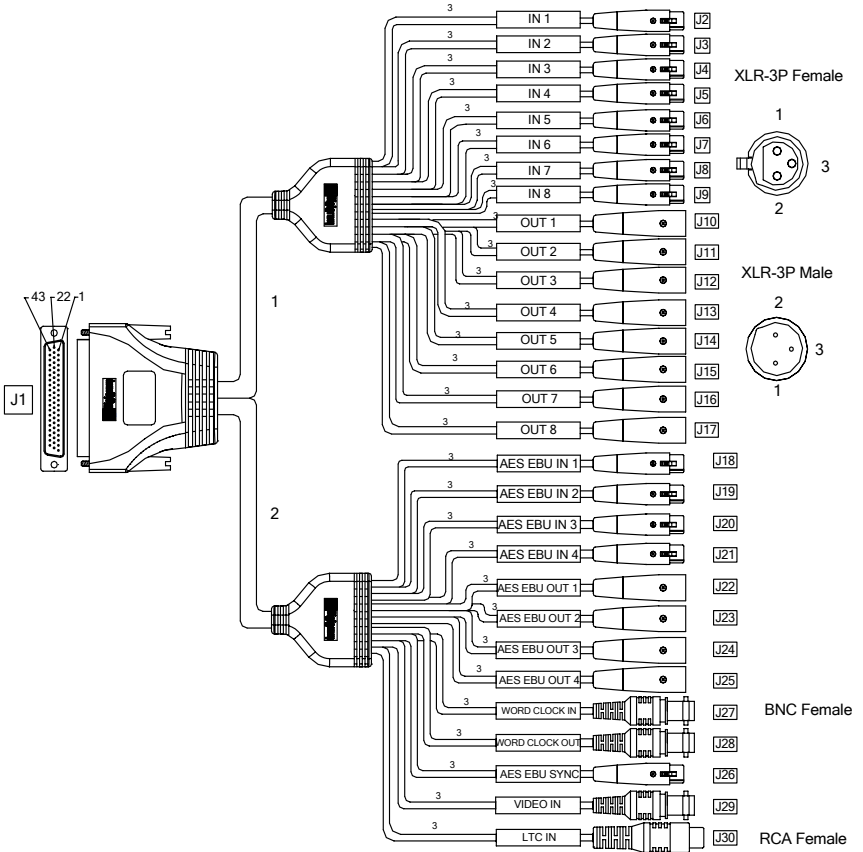 3 IN 1 J2
3 IN 2 J3
3 IN 3 J4
XLR-3P Female
3 IN 4 J5
3 IN 5 J6
1
3 IN 6 J7
3 IN 7 J8
3
3 IN 8 J9
2
3 OUT 1 J10
3 OUT 2 J11
3 OUT 3 J12
XLR-3P Male
43 22 1
1
2
3 OUT 4 J13
3 OUT 5 J14
3
3 OUT 6 J15
1
J1
3 OUT 7 J16
3 OUT 8 J17
3 AES EBU IN 1 J18
3 AES EBU IN 2 J19
2
3 AES EBU IN 3 J20
3 AES EBU IN 4 J21
3 AES EBU OUT 1 J22
3 AES EBU OUT 2 J23
3 AES EBU OUT 3 J24
3 AES EBU OUT 4 J25
3 WORD CLOCK IN J27 BNC Female
3 WORD CLOCK OUT J28
3 AES EBU SYNC J26
3 VIDEO IN J29
3 LTC IN J30 RCA Female